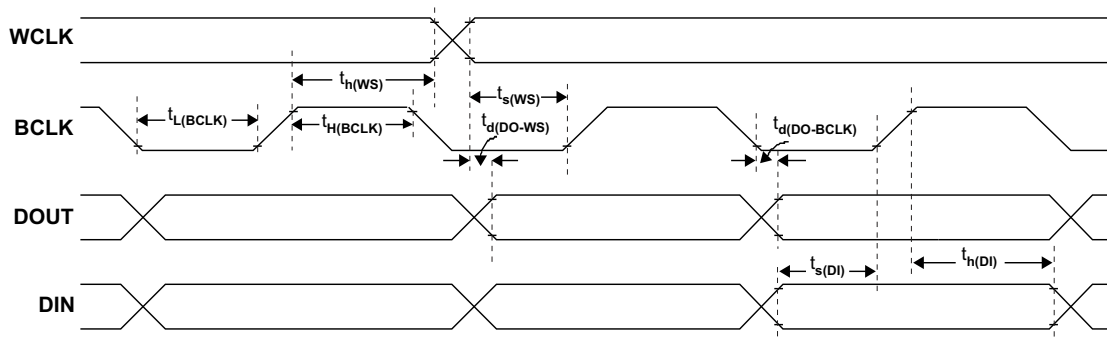 WCLK
th(WS)
ts(WS)
tL(BCLK)
BCLK
tH(BCLK)
td(DO-WS)
td(DO-BCLK)
DOUT
ts(DI)
th(DI)
DIN